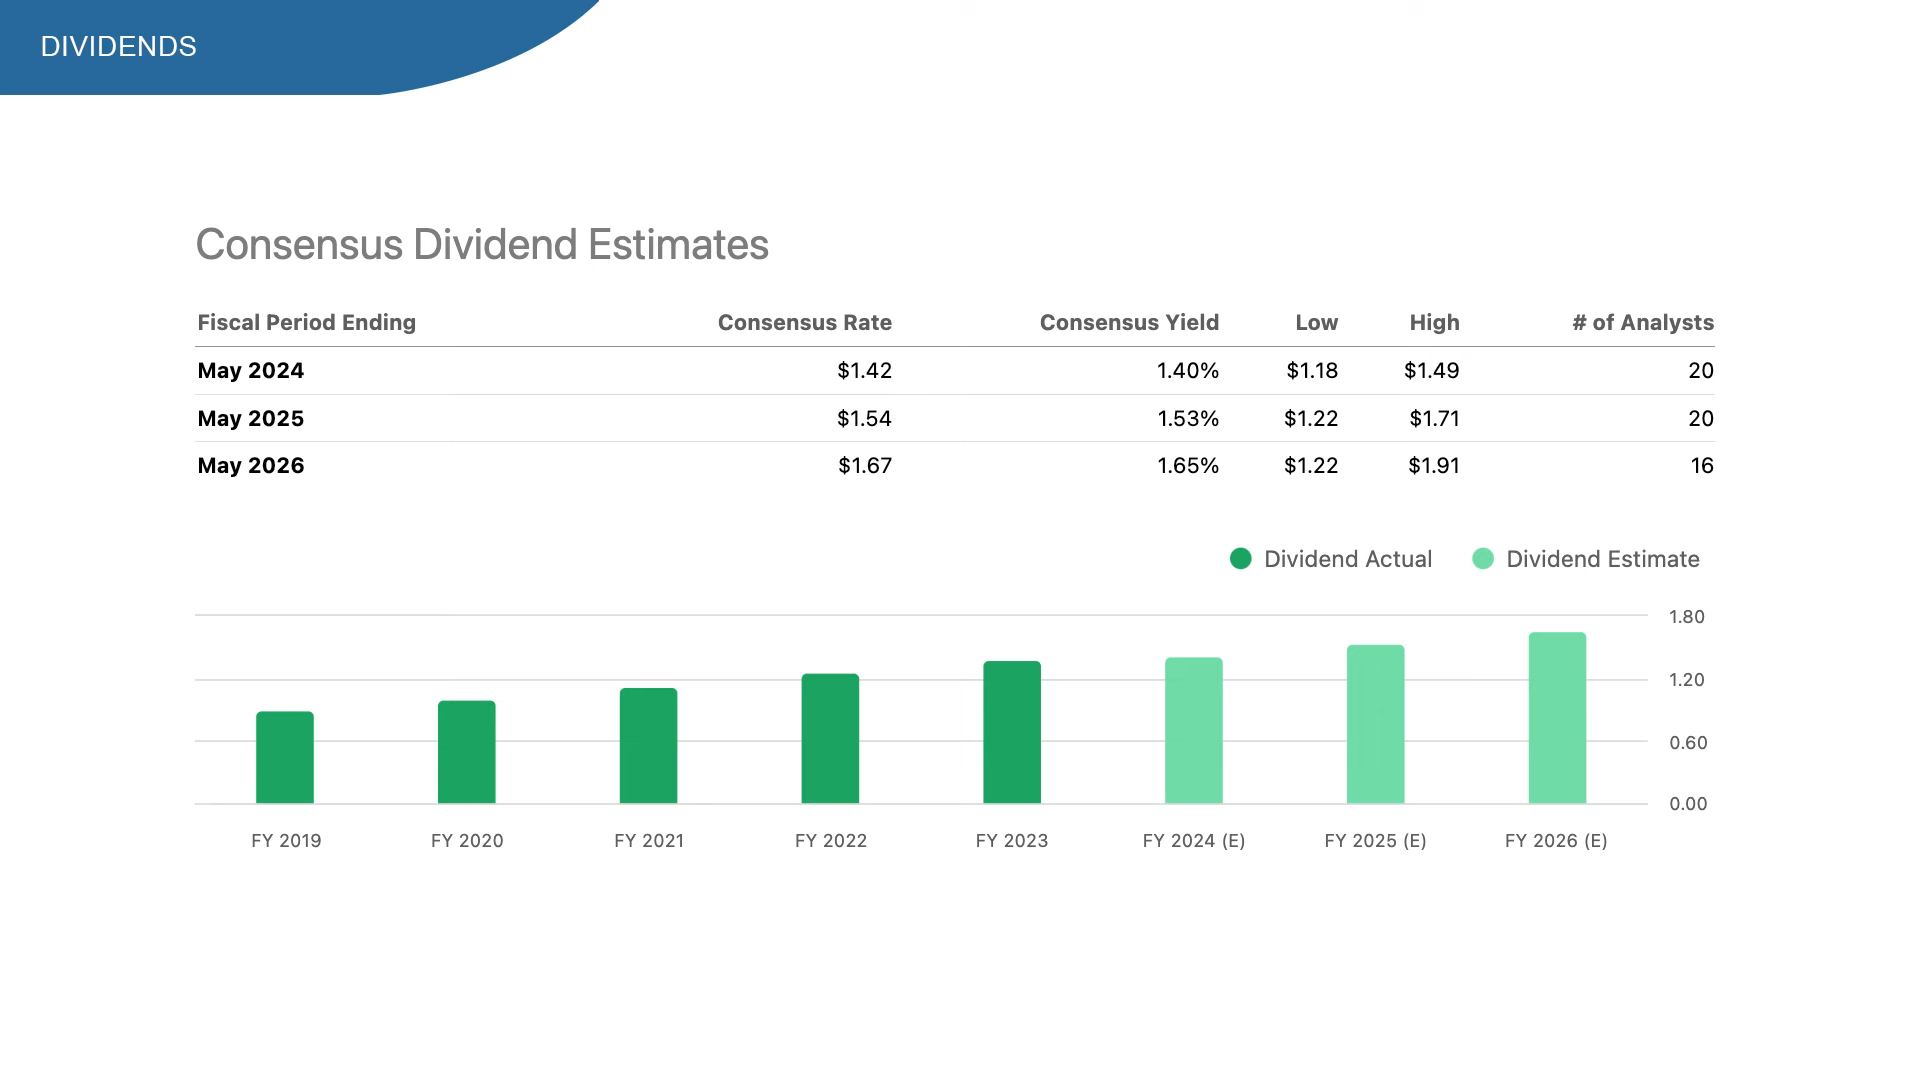 DIVIDENDS
Consensus Dividend Estimates
Fiscal Period Ending Consensus Rate Consensus Yield Low High # of Analysts
May 2024 $1.42 1.40% $1.18 $1.49 20
May 2025 $1.54 1.53% $1.22 $1.71 20
May 2026 $1.67 1.65% $1.22 $1.91 16
Dividend Actual Dividend Estimate
1.80
1.20
0.60
0.00
FY 2019 FY 2020 FY 2021 FY 2022 FY 2023 FY 2024 (E) FY 2025 (E) FY 2026 (E)